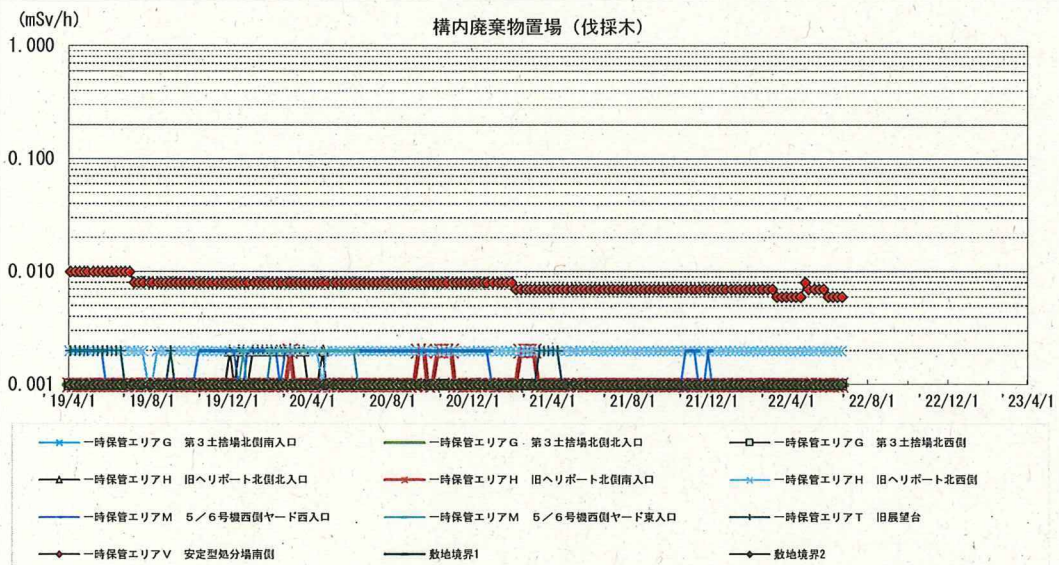 (mSv/h)
構内廃棄物置場（伐採木）
1.000
0.100
0.010
0.001
'19/4/1 '19/8/1 '19/12/1 '20/4/1 '20/8/1 '20/12/1 '21/4/1 '21/8/1 '21/12/1 '22/4/1 '22/8/1 '22/12/1 '23/4/1
一時保管エリアG 第３土捨場北側南入口 一時保管エリアG 第３土捨場北側北入口 一時保管エリアG 第３土捨場北西側
一時保管エリアH 旧ヘリポート北側北入口 一時保管エリアH 旧ヘリポート北側南入口 一時保管エリアH 旧ヘリポート北西側
一時保管エリアM ５／６号機西側ヤード西入口 一時保管エリアM ５／６号機西側ヤード東入口 一時保管エリアT 旧展望台
一時保管エリアV 安定型処分場南側 敷地境界1 敷地境界2